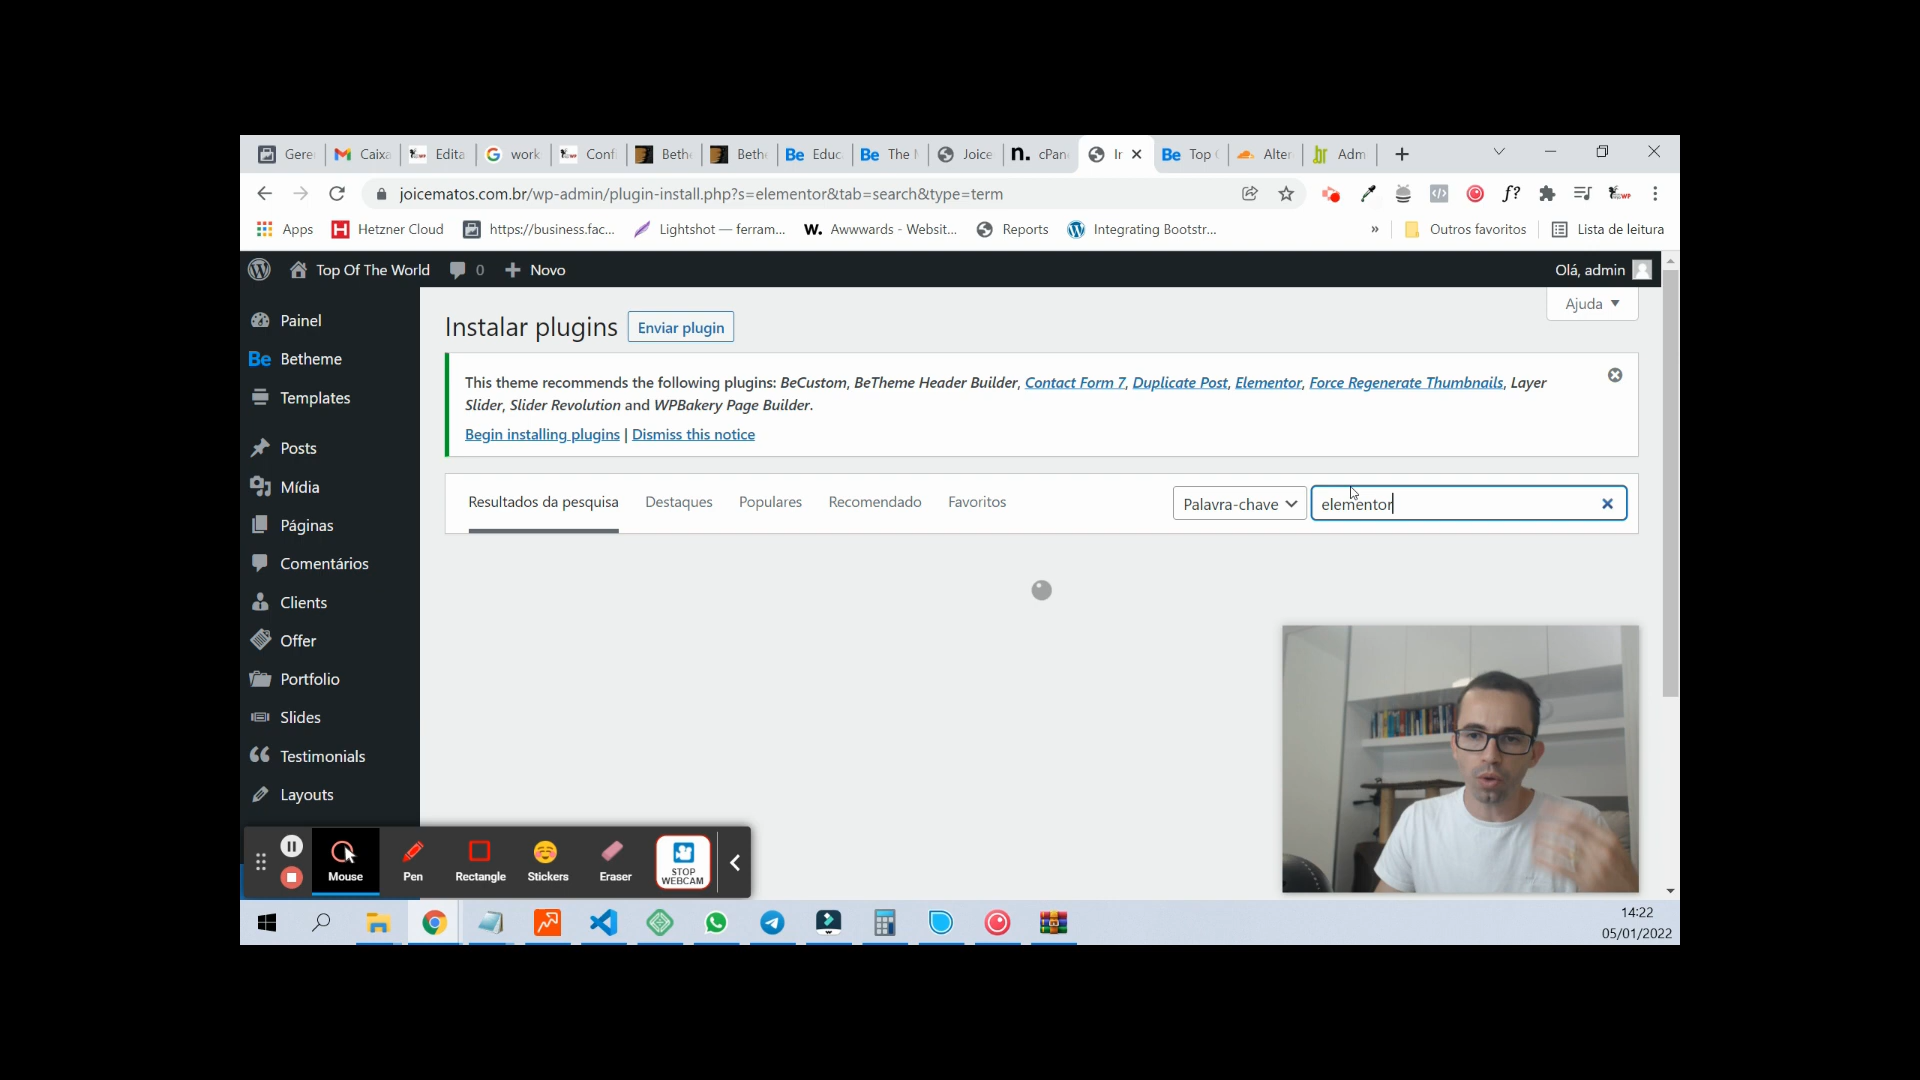 Gere
Caixa
Edita
work
Conf
Beth
Beth
Be Educ
Be The
Joice
n. cPan
Ir
Be Top
Alter
br Adm
joicematos.com.br/wp-admin/plugin-install.php?s=elementor&tab=search&type=term
f?
Apps
H Hetzner Cloud
https://business.fac...
Lightshot — ferram...
W. Awwwards - Websit...
Reports
Integrating Bootstr...
»
Outros favoritos
Lista de leitura
Top Of The World
0
Novo
Olá, admin
Ajuda
Painel
Be Betheme
Templates
Posts
Mídia
Páginas
Comentários
Clients
Offer
Portfolio
Slides
Testimonials
Layouts
Instalar plugins
Enviar plugin
This theme recommends the following plugins: BeCustom, BeTheme Header Builder, Contact Form 7, Duplicate Post, Elementor, Force Regenerate Thumbnails, Layer
Slider, Slider Revolution and WPBakery Page Builder.
Begin installing plugins | Dismiss this notice
Resultados da pesquisa
Destaques
Populares
Recomendado
Favoritos
Palavra-chave
elementor
Mouse
Pen
Rectangle
Stickers
Eraser
STOP
WEBCAM
14:22
05/01/2022